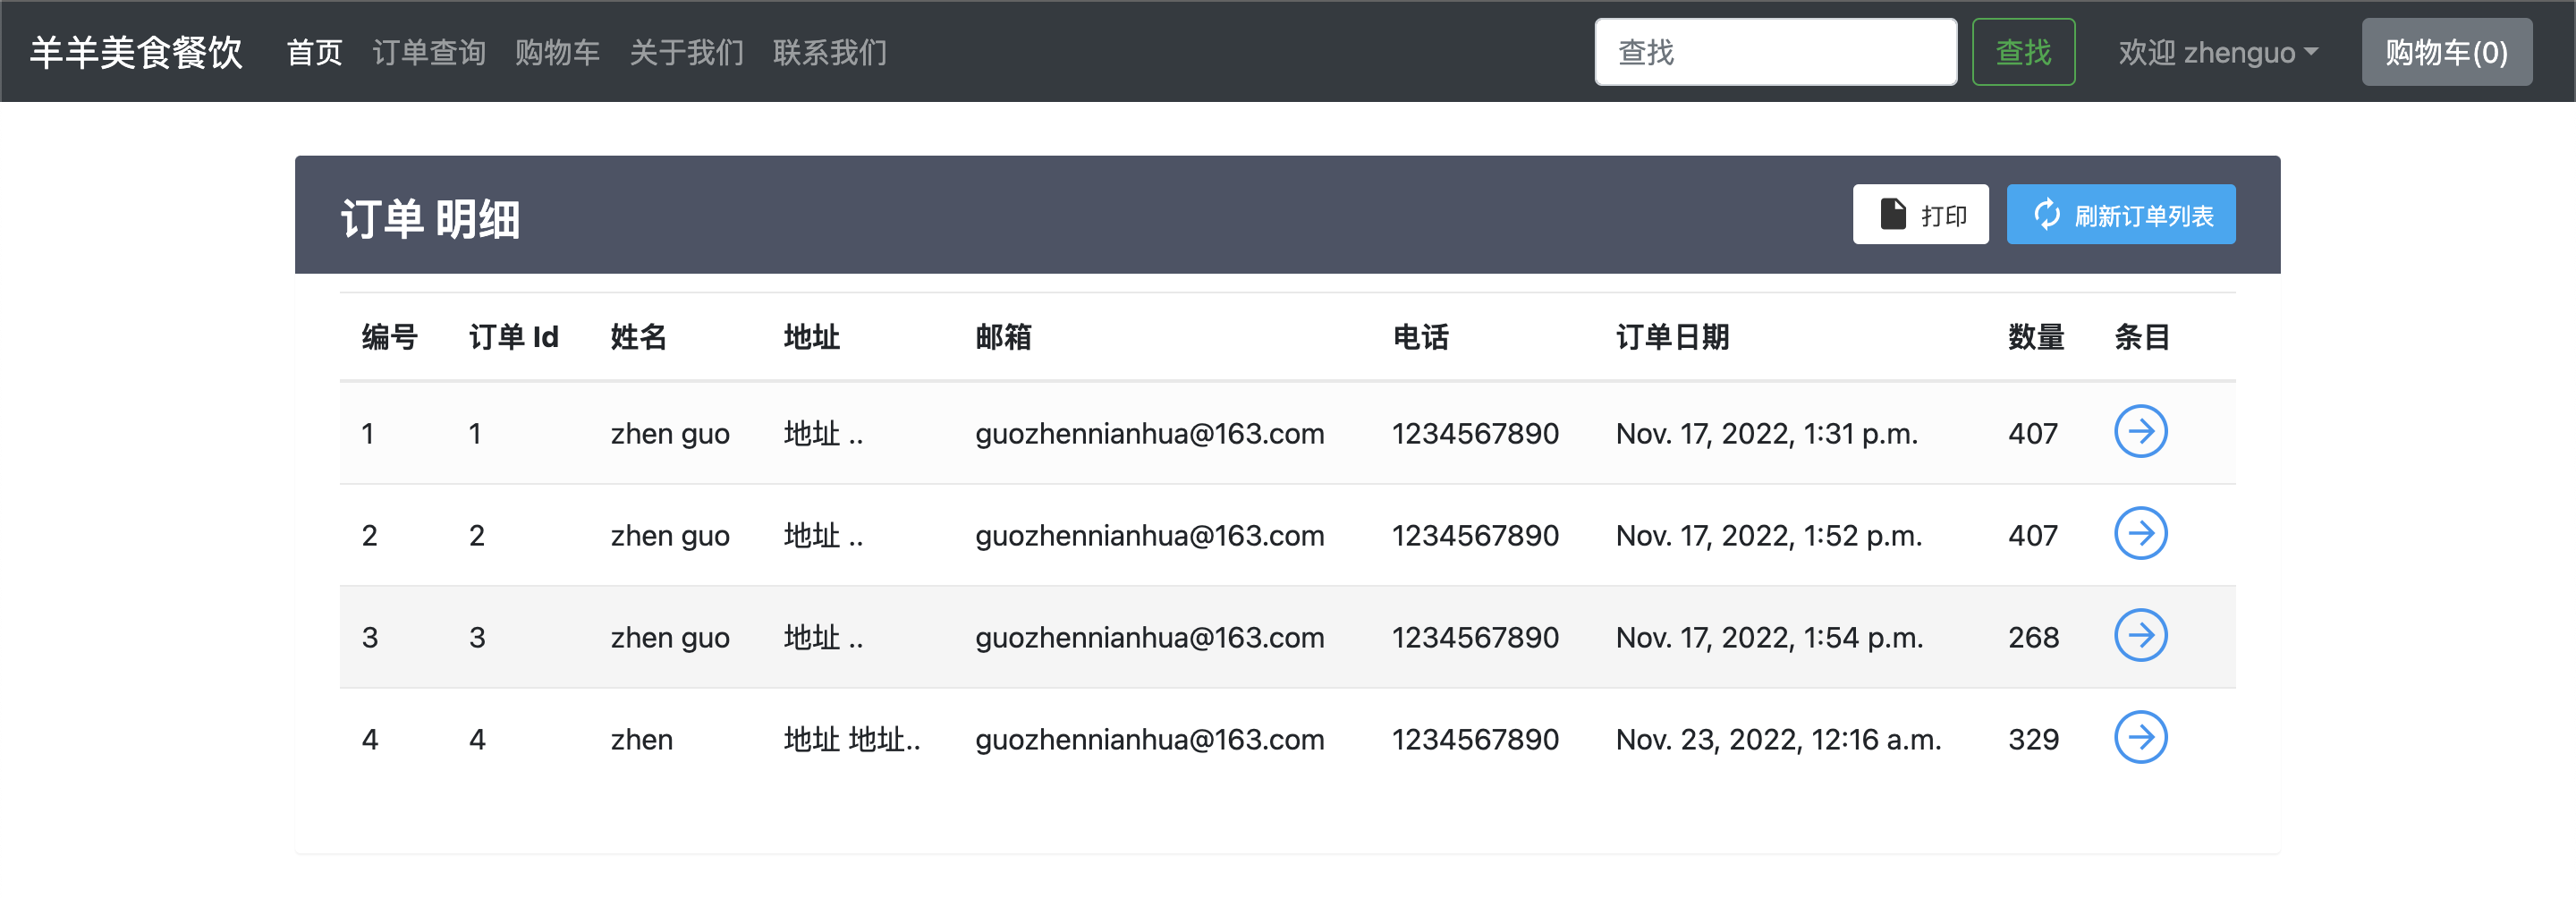 羊羊美食餐饮 首页 订单查询 购物车 关于我们 联系我们 查找 查找 欢迎 zhenguo 购物车(0)
订单 明细 打印 刷新订单列表
编号 订单 Id 姓名 地址 邮箱 电话 订单日期 数量 条目
1 1 zhen guo 地址 .. guozhennianhua@163.com 1234567890 Nov. 17, 2022, 1:31 p.m. 407
2 2 zhen guo 地址 .. guozhennianhua@163.com 1234567890 Nov. 17, 2022, 1:52 p.m. 407
3 3 zhen guo 地址 .. guozhennianhua@163.com 1234567890 Nov. 17, 2022, 1:54 p.m. 268
4 4 zhen 地址 地址.. guozhennianhua@163.com 1234567890 Nov. 23, 2022, 12:16 a.m. 329